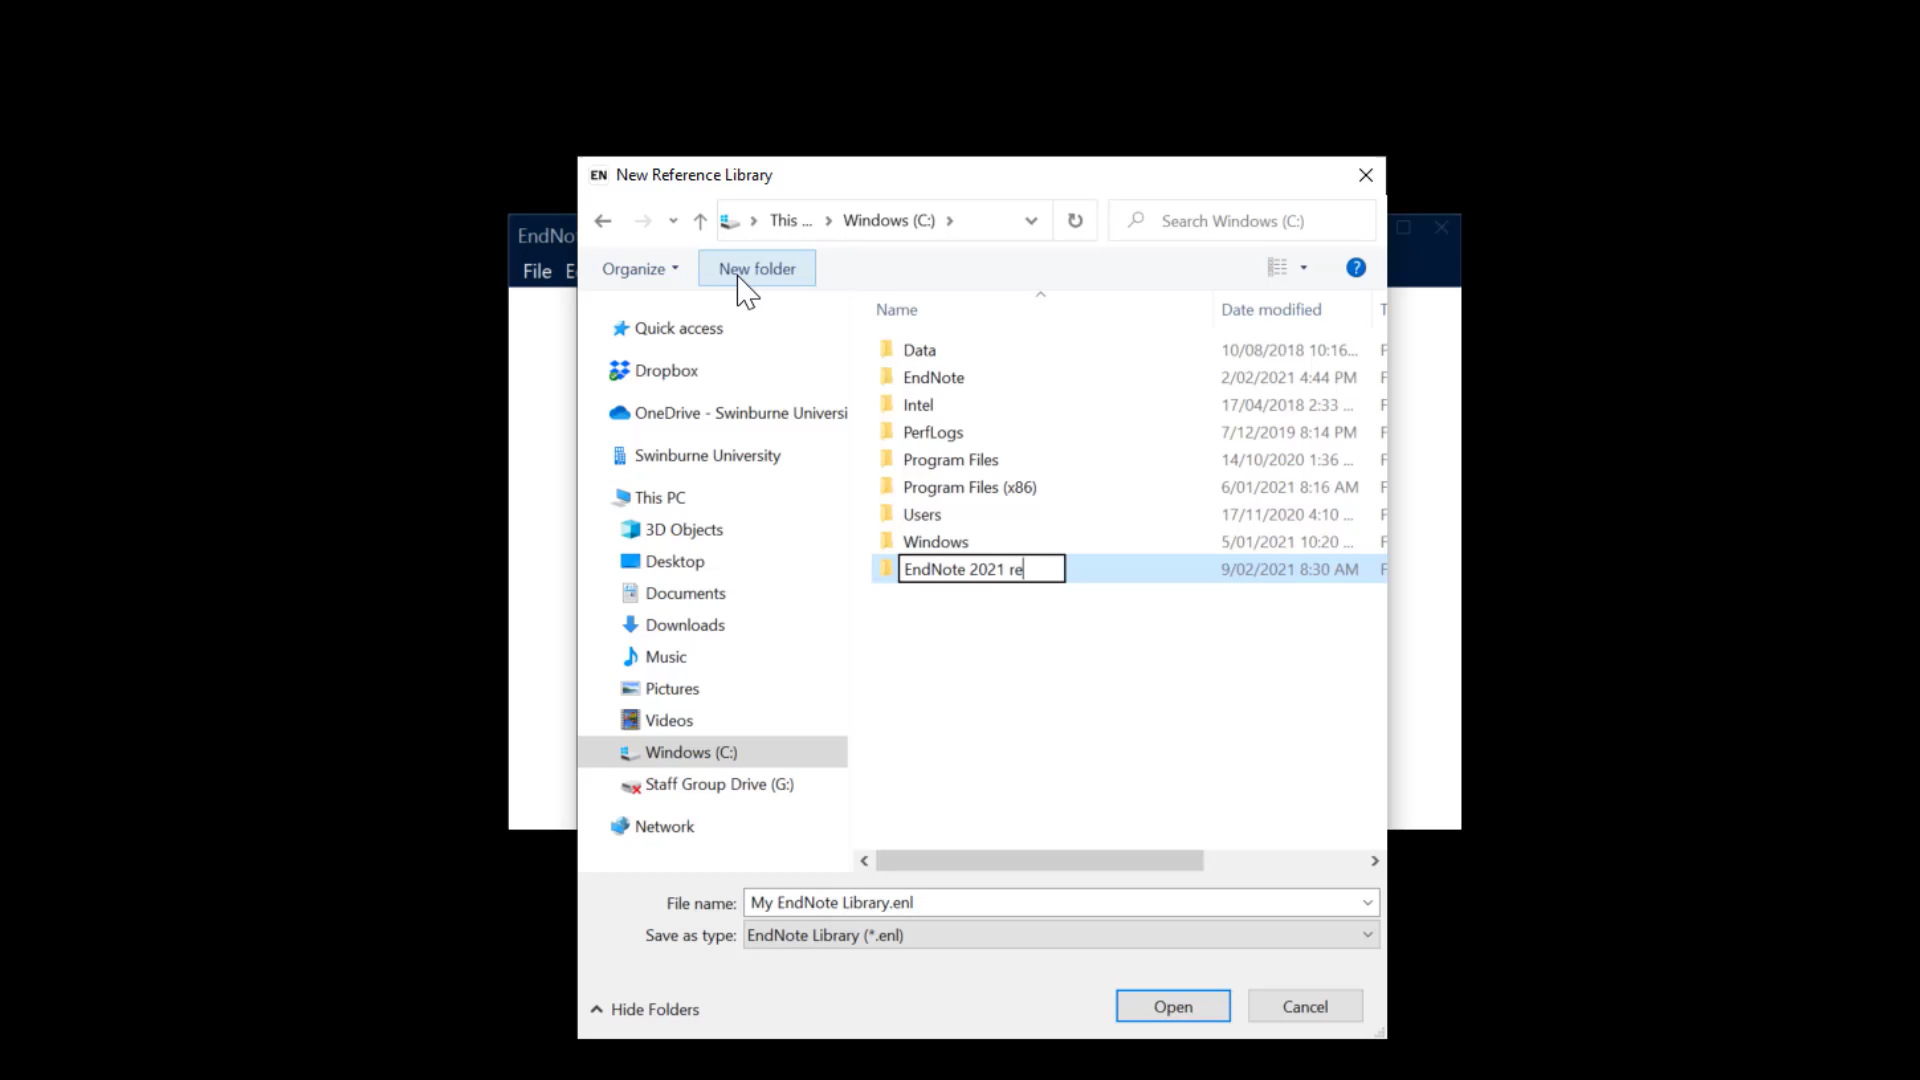 EN New Reference Library
EndNo
File E
This ... Windows (C:)
Search Windows (C:)
Organize
New folder
Name
Date modified
T
Quick access
Dropbox
OneDrive - Swinburne Universi
Swinburne University
This PC
3D Objects
Desktop
Documents
Downloads
Music
Pictures
Videos
Windows (C:)
Staff Group Drive (G:)
Network
Data 10/08/2018 10:16... F
EndNote 2/02/2021 4:44 PM F
Intel 17/04/2018 2:33 ... F
PerfLogs 7/12/2019 8:14 PM F
Program Files 14/10/2020 1:36 ... F
Program Files (x86) 6/01/2021 8:16 AM F
Users 17/11/2020 4:10 ... F
Windows 5/01/2021 10:20 ... F
EndNote 2021 re 9/02/2021 8:30 AM F
File name: My EndNote Library.enl
Save as type: EndNote Library (*.enl)
Hide Folders
Open
Cancel